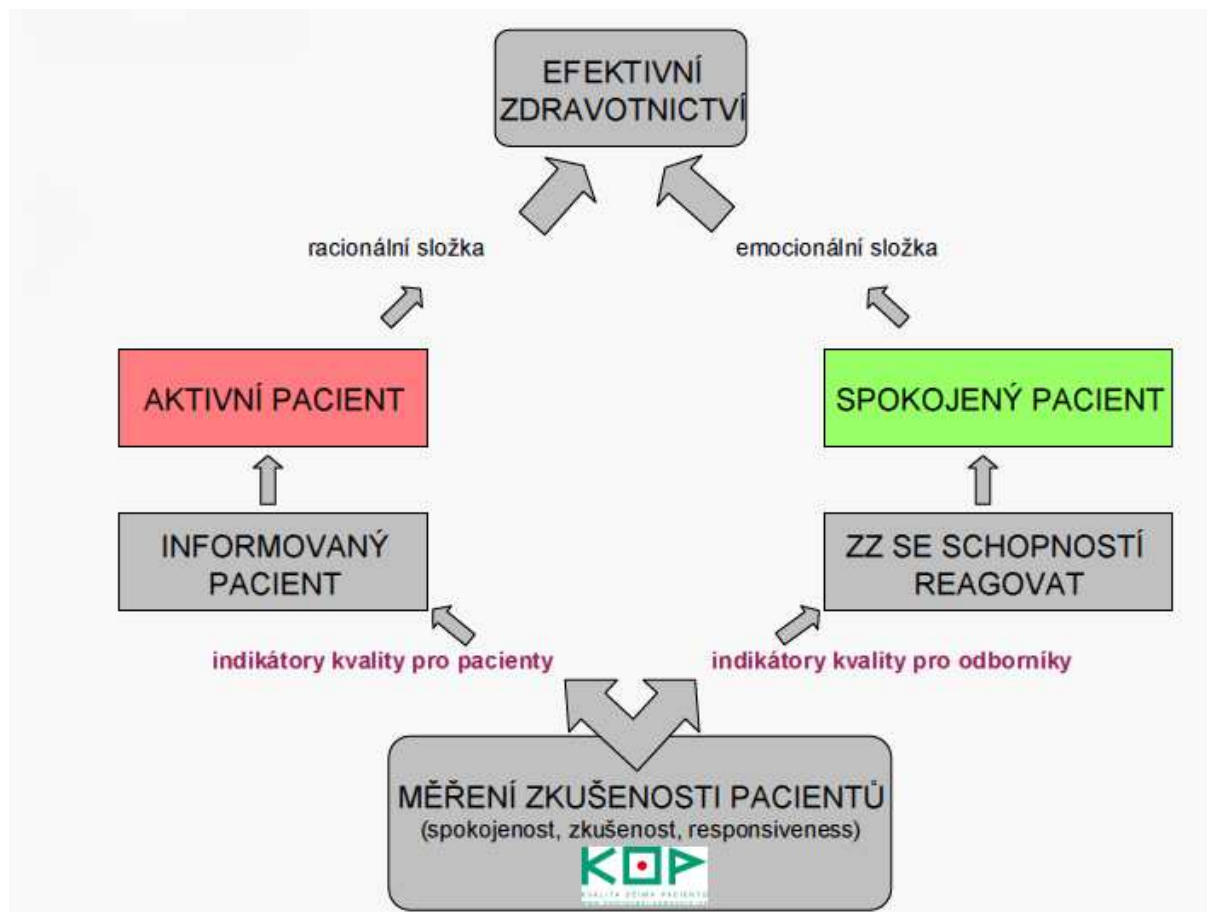 EFEKTIVNÍ
ZDRAVOTNICTVÍ
racionální složka
emocionální složka
AKTIVNÍ PACIENT
SPOKOJENÝ PACIENT
INFORMOVANÝ
PACIENT
ZZ SE SCHOPNOSTÍ
REAGOVAT
indikátory kvality pro pacienty
indikátory kvality pro odborníky
MĚŘENÍ ZKUŠENOSTI PACIENTŮ
(spokojenost, zkušenost, responsiveness)
KOP
KVALITA OČIMA PACIENTŮ